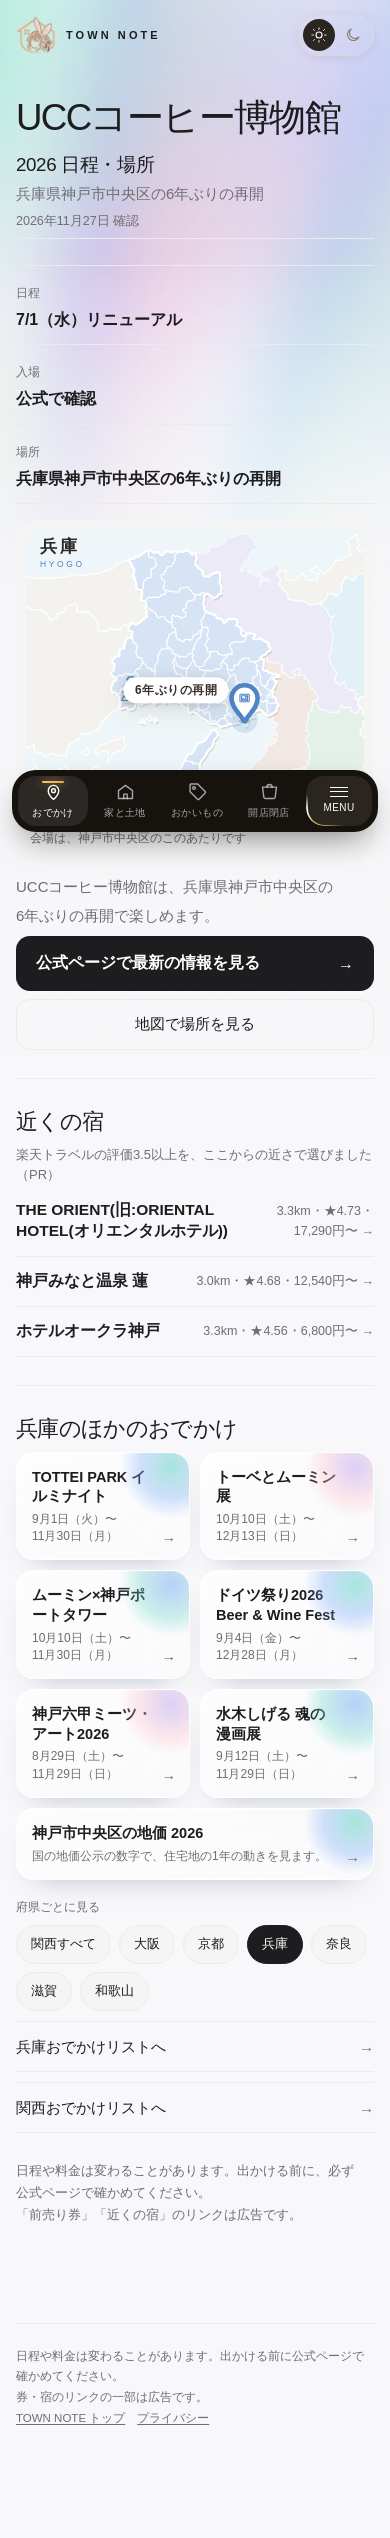 TOWN NOTE
UCCコーヒー博物館
2026 日程・場所
兵庫県神戸市中央区の6年ぶりの再開
2026年11月27日 確認
日程
7/1（水）リニューアル
入場
公式で確認
場所
兵庫県神戸市中央区の6年ぶりの再開
兵庫
HYOGO
6年ぶりの再開
おでかけ
家と土地
おかいもの
開店閉店
MENU
会場は、神戸市中央区のこのあたりです
UCCコーヒー博物館は、兵庫県神戸市中央区の
6年ぶりの再開で楽しめます。
公式ページで最新の情報を見る →
地図で場所を見る
近くの宿
楽天トラベルの評価3.5以上を、ここからの近さで選びました
（PR）
THE ORIENT(旧:ORIENTAL
HOTEL(オリエンタルホテル))
3.3km・★4.73・
17,290円〜 →
神戸みなと温泉 蓮
3.0km・★4.68・12,540円〜 →
ホテルオークラ神戸
3.3km・★4.56・6,800円〜 →
兵庫のほかのおでかけ
TOTTEI PARK イ
ルミナイト
9月1日（火）〜
11月30日（月） →
トーベとムーミン
展
10月10日（土）〜
12月13日（日） →
ムーミン×神戸ポ
ートタワー
10月10日（土）〜
11月30日（月） →
ドイツ祭り2026
Beer & Wine Fest
9月4日（金）〜
12月28日（月） →
神戸六甲ミーツ・
アート2026
8月29日（土）〜
11月29日（日） →
水木しげる 魂の
漫画展
9月12日（土）〜
11月29日（日） →
神戸市中央区の地価 2026
国の地価公示の数字で、住宅地の1年の動きを見ます。 →
府県ごとに見る
関西すべて
大阪
京都
兵庫
奈良
滋賀
和歌山
兵庫おでかけリストへ →
関西おでかけリストへ →
日程や料金は変わることがあります。出かける前に、必ず
公式ページで確かめてください。
「前売り券」「近くの宿」のリンクは広告です。
日程や料金は変わることがあります。出かける前に公式ページで
確かめてください。
券・宿のリンクの一部は広告です。
TOWN NOTE トップ
プライバシー